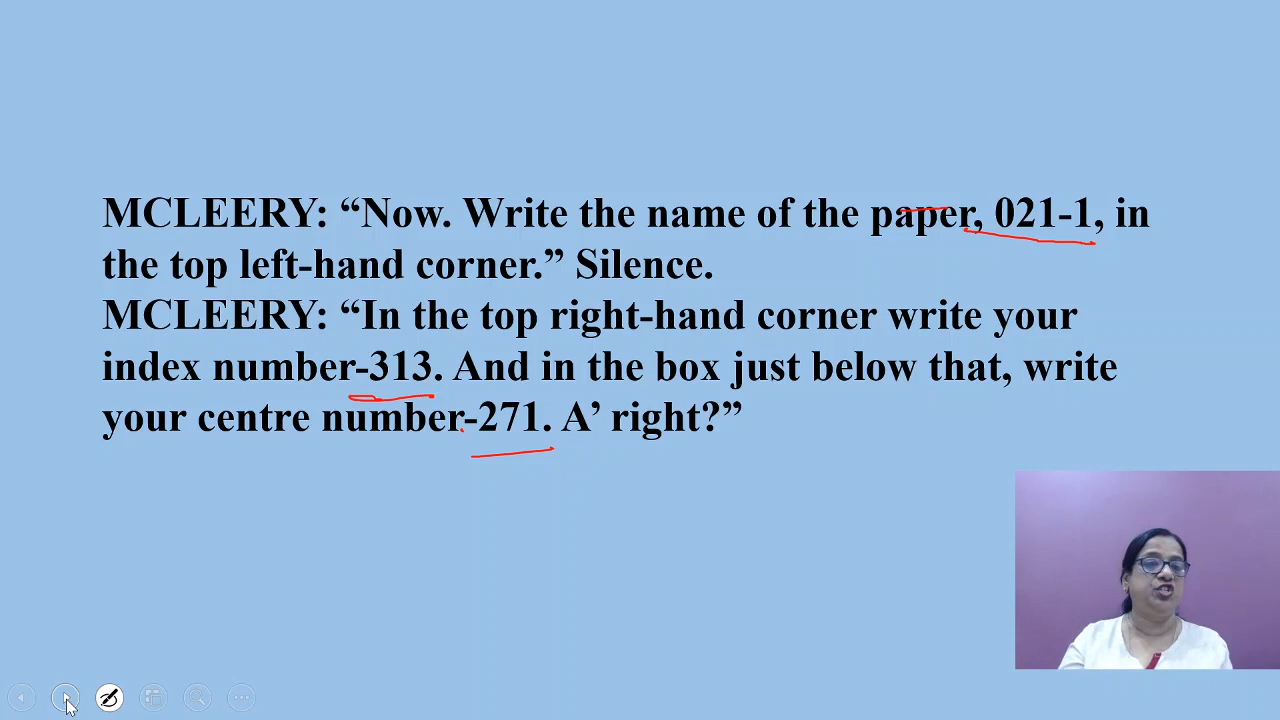 MCLEERY: “Now. Write the name of the paper, 021-1, in
the top left-hand corner.” Silence.
MCLEERY: “In the top right-hand corner write your
index number-313. And in the box just below that, write
your centre number-271. A’ right?”